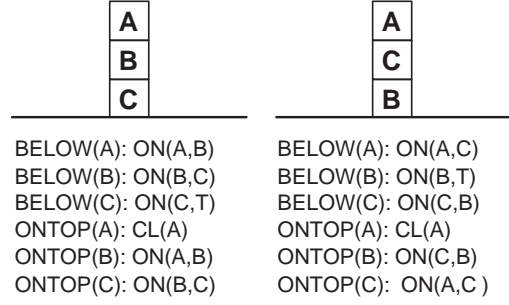 A
B
C
BELOW(A): ON(A,B)
BELOW(B): ON(B,C)
BELOW(C): ON(C,T)
ONTOP(A): CL(A)
ONTOP(B): ON(A,B)
ONTOP(C): ON(B,C)
A
C
B
BELOW(A): ON(A,C)
BELOW(B): ON(B,T)
BELOW(C): ON(C,B)
ONTOP(A): CL(A)
ONTOP(B): ON(C,B)
ONTOP(C): ON(A,C )